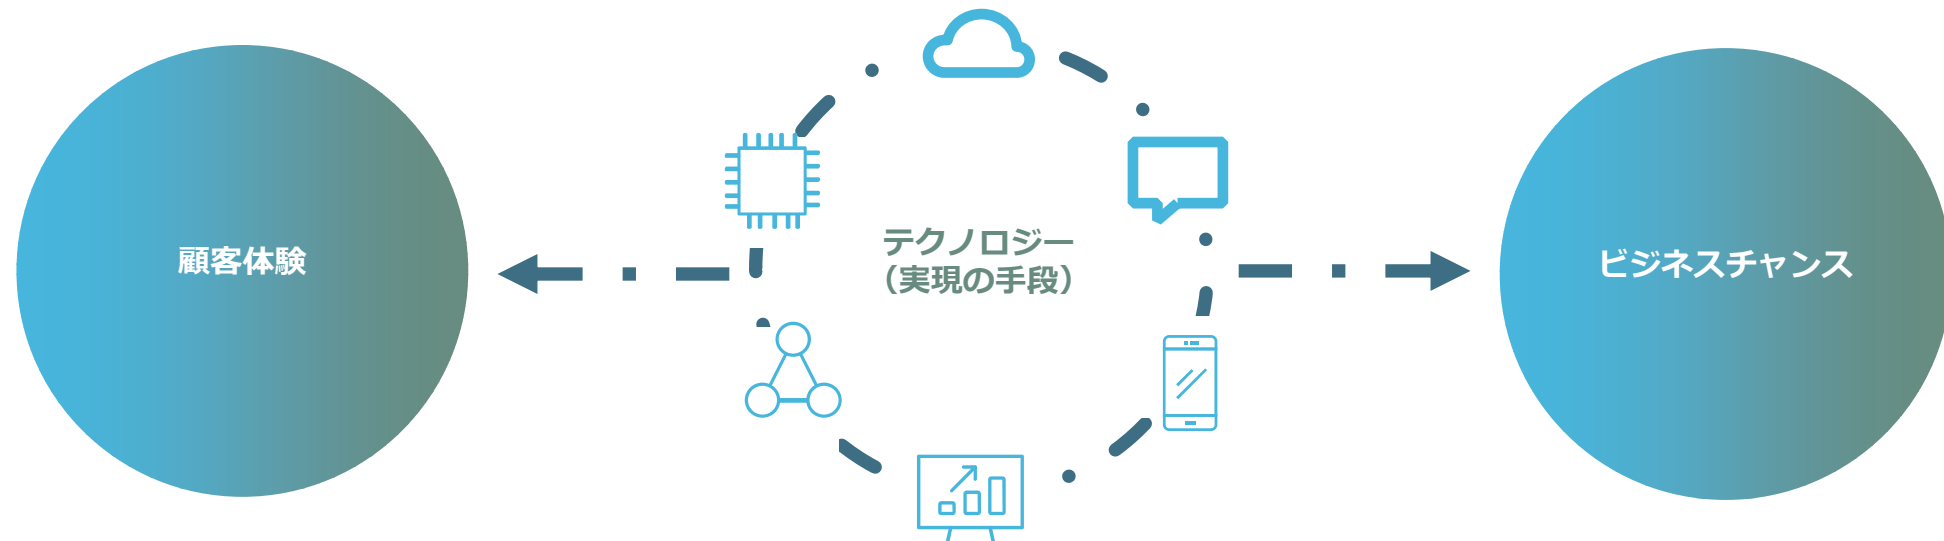 顧客体験
テクノロジー
（実現の手段）
ビジネスチャンス